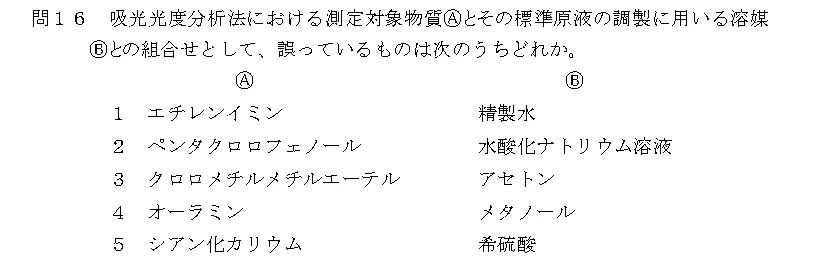 問１６　吸光光度分析法における測定対象物質Ⓐとその標準原液の調製に用いる溶媒
Ⓑとの組合せとして、誤っているものは次のうちどれか。
Ⓐ　Ⓑ
１　エチレンイミン　精製水
２　ペンタクロロフェノール　水酸化ナトリウム溶液
３　クロロメチルメチルエーテル　アセトン
４　オーラミン　メタノール
５　シアン化カリウム　希硫酸